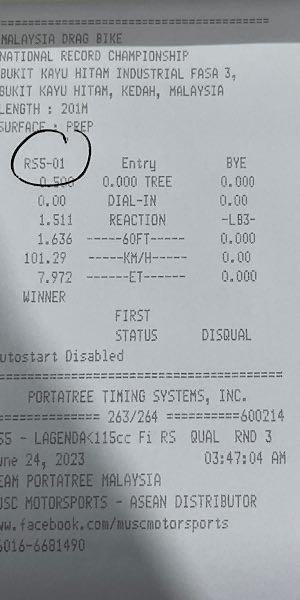 ==============================
MALAYSIA DRAG BIKE
NATIONAL RECORD CHAMPIONSHIP
BUKIT KAYU HITAM INDUSTRIAL FASA 3,
BUKIT KAYU HITAM, KEDAH, MALAYSIA
LENGTH : 201M
SURFACE : PREP
RS5-01 Entry BYE
0.500 0.000 TREE 0.000
0.00 DIAL-IN 0.00
1.511 REACTION -LB3-
1.636 -----60FT----- 0.000
101.29 -----KM/H----- 0.00
7.972 ------ET------ 0.000
WINNER
FIRST
STATUS DISQUAL
utostart Disabled
==============================
PORTATREE TIMING SYSTEMS, INC.
============== 263/264 ==========600214
S5 - LAGENDA<115cc Fi RS QUAL RND 3
une 24, 2023 03:47:04 AM
EAM PORTATREE MALAYSIA
USC MOTORSPORTS - ASEAN DISTRIBUTOR
ww.facebook.com/muscmotorsports
6016-6681490